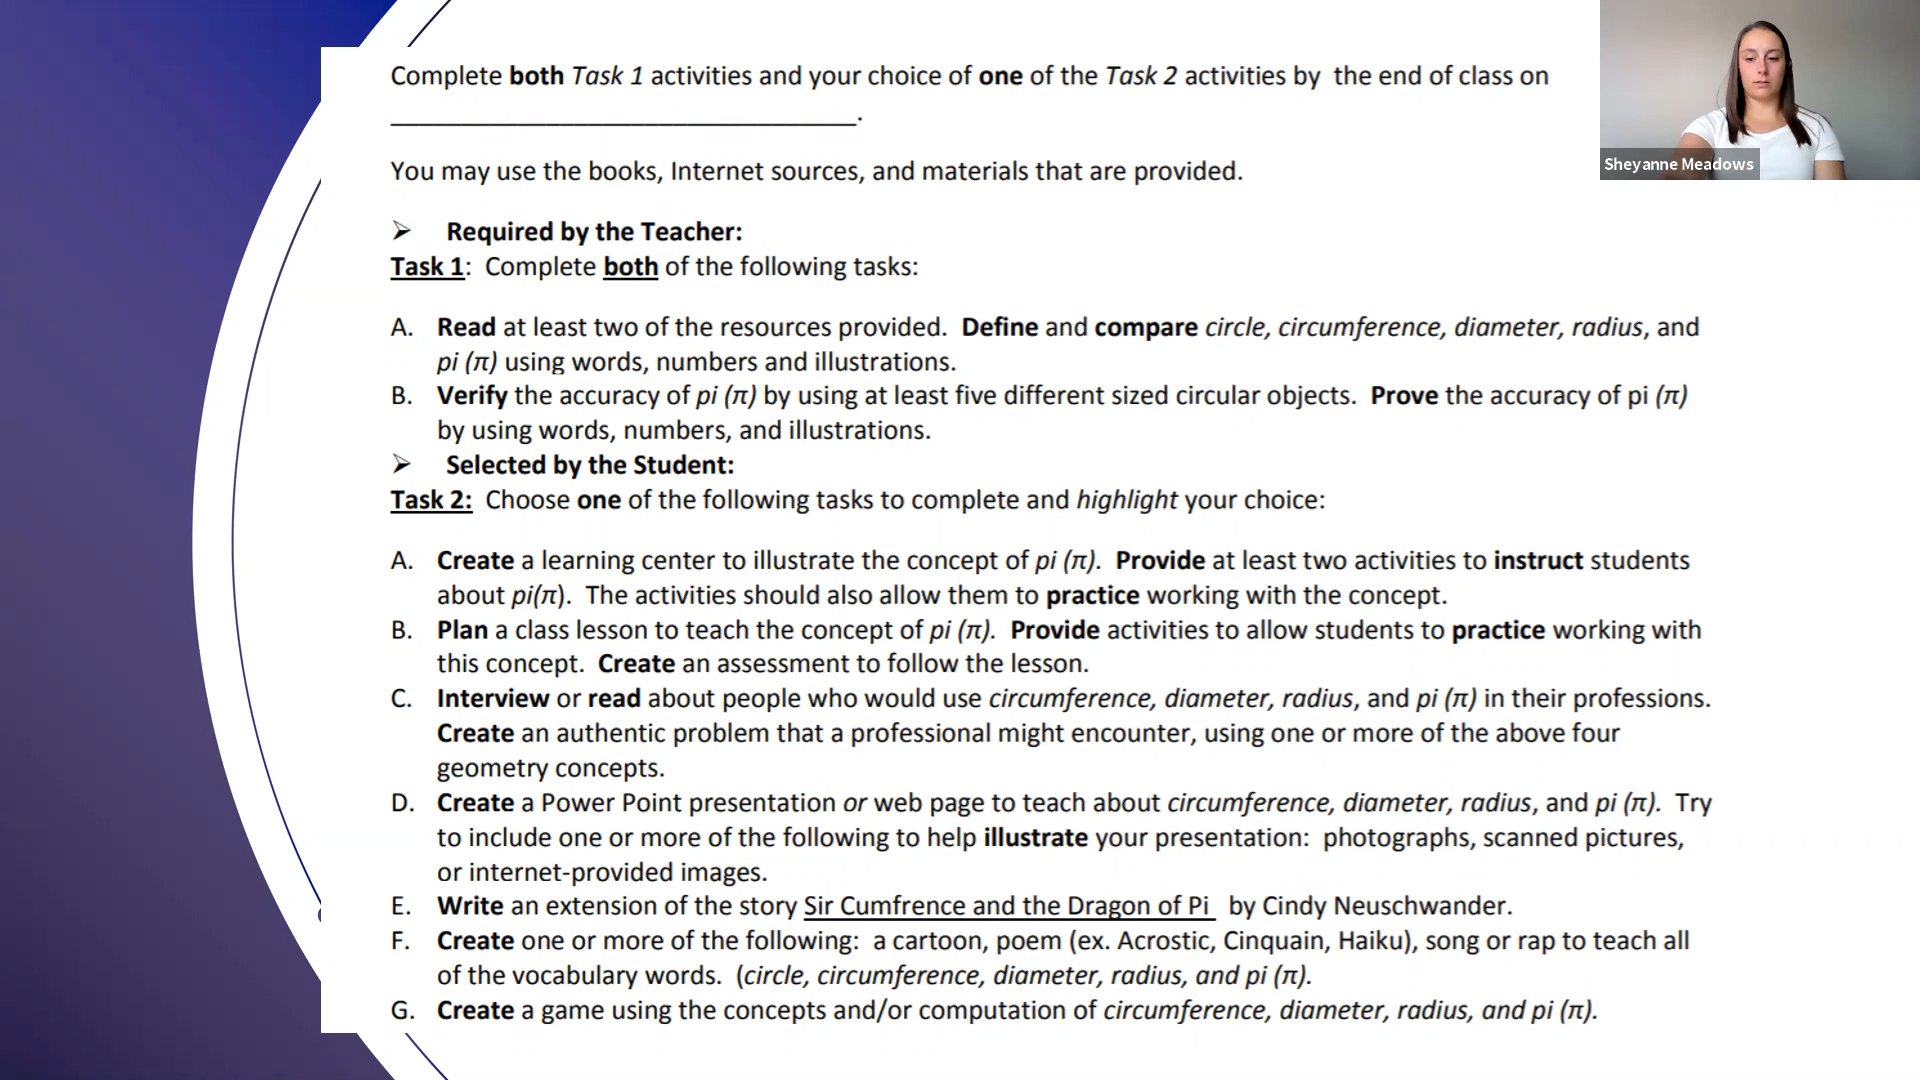 Complete both Task 1 activities and your choice of one of the Task 2 activities by the end of class on
___________________________________.
You may use the books, Internet sources, and materials that are provided.
Sheyanne Meadows
➢ Required by the Teacher:
Task 1: Complete both of the following tasks:
A. Read at least two of the resources provided. Define and compare circle, circumference, diameter, radius, and
pi (π) using words, numbers and illustrations.
B. Verify the accuracy of pi (π) by using at least five different sized circular objects. Prove the accuracy of pi (π)
by using words, numbers, and illustrations.
➢ Selected by the Student:
Task 2: Choose one of the following tasks to complete and highlight your choice:
A. Create a learning center to illustrate the concept of pi (π). Provide at least two activities to instruct students
about pi(π). The activities should also allow them to practice working with the concept.
B. Plan a class lesson to teach the concept of pi (π). Provide activities to allow students to practice working with
this concept. Create an assessment to follow the lesson.
C. Interview or read about people who would use circumference, diameter, radius, and pi (π) in their professions.
Create an authentic problem that a professional might encounter, using one or more of the above four
geometry concepts.
D. Create a Power Point presentation or web page to teach about circumference, diameter, radius, and pi (π). Try
to include one or more of the following to help illustrate your presentation: photographs, scanned pictures,
or internet-provided images.
E. Write an extension of the story Sir Cumfrence and the Dragon of Pi by Cindy Neuschwander.
F. Create one or more of the following: a cartoon, poem (ex. Acrostic, Cinquain, Haiku), song or rap to teach all
of the vocabulary words. (circle, circumference, diameter, radius, and pi (π).
G. Create a game using the concepts and/or computation of circumference, diameter, radius, and pi (π).